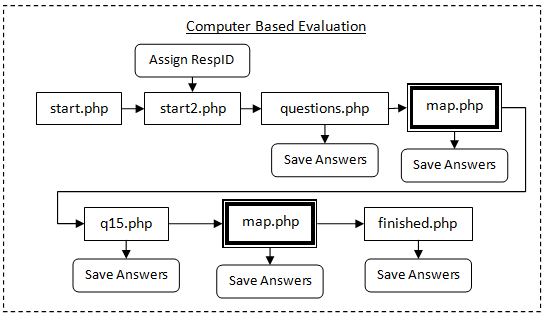 Computer Based Evaluation
Assign RespID
start.php
start2.php
questions.php
map.php
Save Answers
Save Answers
q15.php
map.php
finished.php
Save Answers
Save Answers
Save Answers